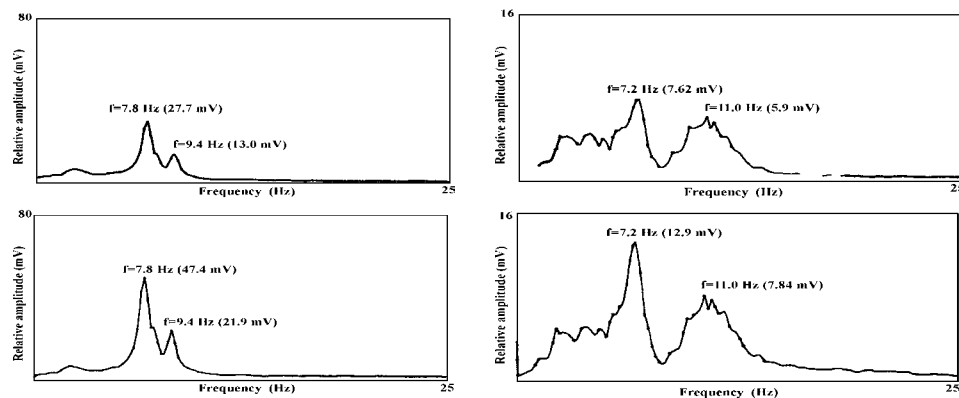 80
Relative amplitude (mV)
f=7.8 Hz (27.7 mV)
f=9.4 Hz (13.0 mV)
Frequency (Hz)
25
16
Relative amplitude (mV)
f=7.2 Hz (7.62 mV)
f=11.0 Hz (5.9 mV)
Frequency (Hz)
25
80
Relative amplitude (mV)
f=7.8 Hz (47.4 mV)
f=9.4 Hz (21.9 mV)
Frequency (Hz)
25
16
Relative amplitude (mV)
f=7.2 Hz (12.9 mV)
f=11.0 Hz (7.84 mV)
Frequency (Hz)
25